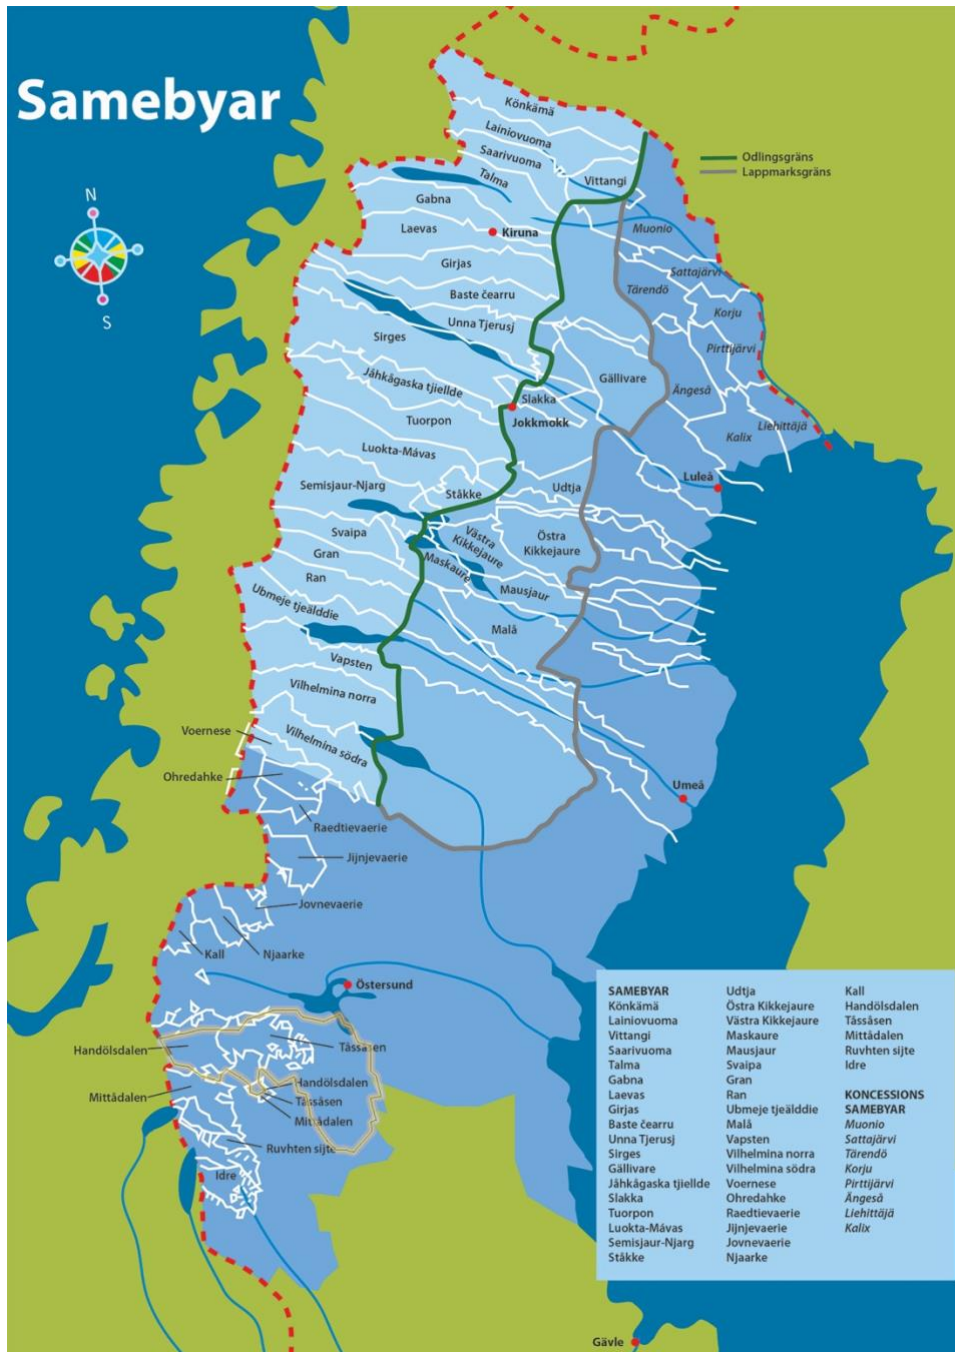 Samebyar
N
S
Odlingsgräns
Lappmarksgräns
Könkämä
Lainiovuoma
Saarivuoma
Talma
Vittangi
Gabna
Laevas
Kiruna
Muonio
Girjas
Sattajärvi
Baste čearru
Tärendö
Korju
Unna Tjerusj
Sirges
Pirttijärvi
Jåhkågaska tjiellde
Gällivare
Ängeså
Slakka
Jokkmokk
Tuorpon
Liehittäjä
Kalix
Luokta-Mávas
Luleå
Semisjaur-Njarg
Ståkke
Udtja
Svaipa
Västra
Kikkejaure
Östra
Kikkejaure
Gran
Maskaure
Ran
Mausjaur
Ubmeje tjeälddie
Malå
Vapsten
Vilhelmina norra
Voernese
Vilhelmina södra
Ohredahke
Umeå
Raedtievaerie
Jijnjevaerie
Jovnevaerie
Kall
Njaarke
Östersund
Handölsdalen
Tåssåsen
Mittådalen
Handölsdalen
Tåssåsen
Mittådalen
Ruvhten sijte
Idre
Gävle
SAMEBYAR
Könkämä
Lainiovuoma
Vittangi
Saarivuoma
Talma
Gabna
Laevas
Girjas
Baste čearru
Unna Tjerusj
Sirges
Gällivare
Jåhkågaska tjiellde
Slakka
Tuorpon
Luokta-Mávas
Semisjaur-Njarg
Ståkke
Udtja
Östra Kikkejaure
Västra Kikkejaure
Maskaure
Mausjaur
Svaipa
Gran
Ran
Ubmeje tjeälddie
Malå
Vapsten
Vilhelmina norra
Vilhelmina södra
Voernese
Ohredahke
Raedtievaerie
Jijnjevaerie
Jovnevaerie
Njaarke
Kall
Handölsdalen
Tåssåsen
Mittådalen
Ruvhten sijte
Idre
KONCESSIONS
SAMEBYAR
Muonio
Sattajärvi
Tärendö
Korju
Pirttijärvi
Ängeså
Liehittäjä
Kalix